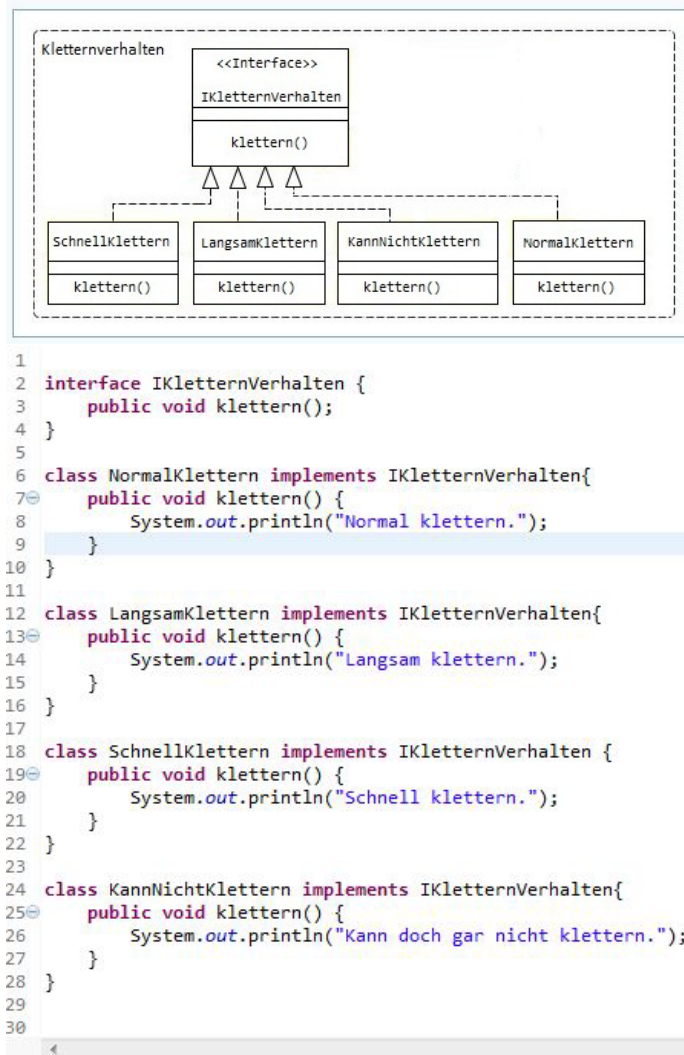 Kletternverhalten
<<Interface>>
IKletternVerhalten
klettern()
SchnellKlettern LangsamKlettern KannNichtKlettern NormalKlettern
klettern() klettern() klettern() klettern()
1
2 interface IKletternVerhalten {
3 public void klettern();
4 }
5
6 class NormalKlettern implements IKletternVerhalten{
7 public void klettern() {
8 System.out.println("Normal klettern.");
9 }
10 }
11
12 class LangsamKlettern implements IKletternVerhalten{
13 public void klettern() {
14 System.out.println("Langsam klettern.");
15 }
16 }
17
18 class SchnellKlettern implements IKletternVerhalten {
19 public void klettern() {
20 System.out.println("Schnell klettern.");
21 }
22 }
23
24 class KannNichtKlettern implements IKletternVerhalten{
25 public void klettern() {
26 System.out.println("Kann doch gar nicht klettern.");
27 }
28 }
29
30